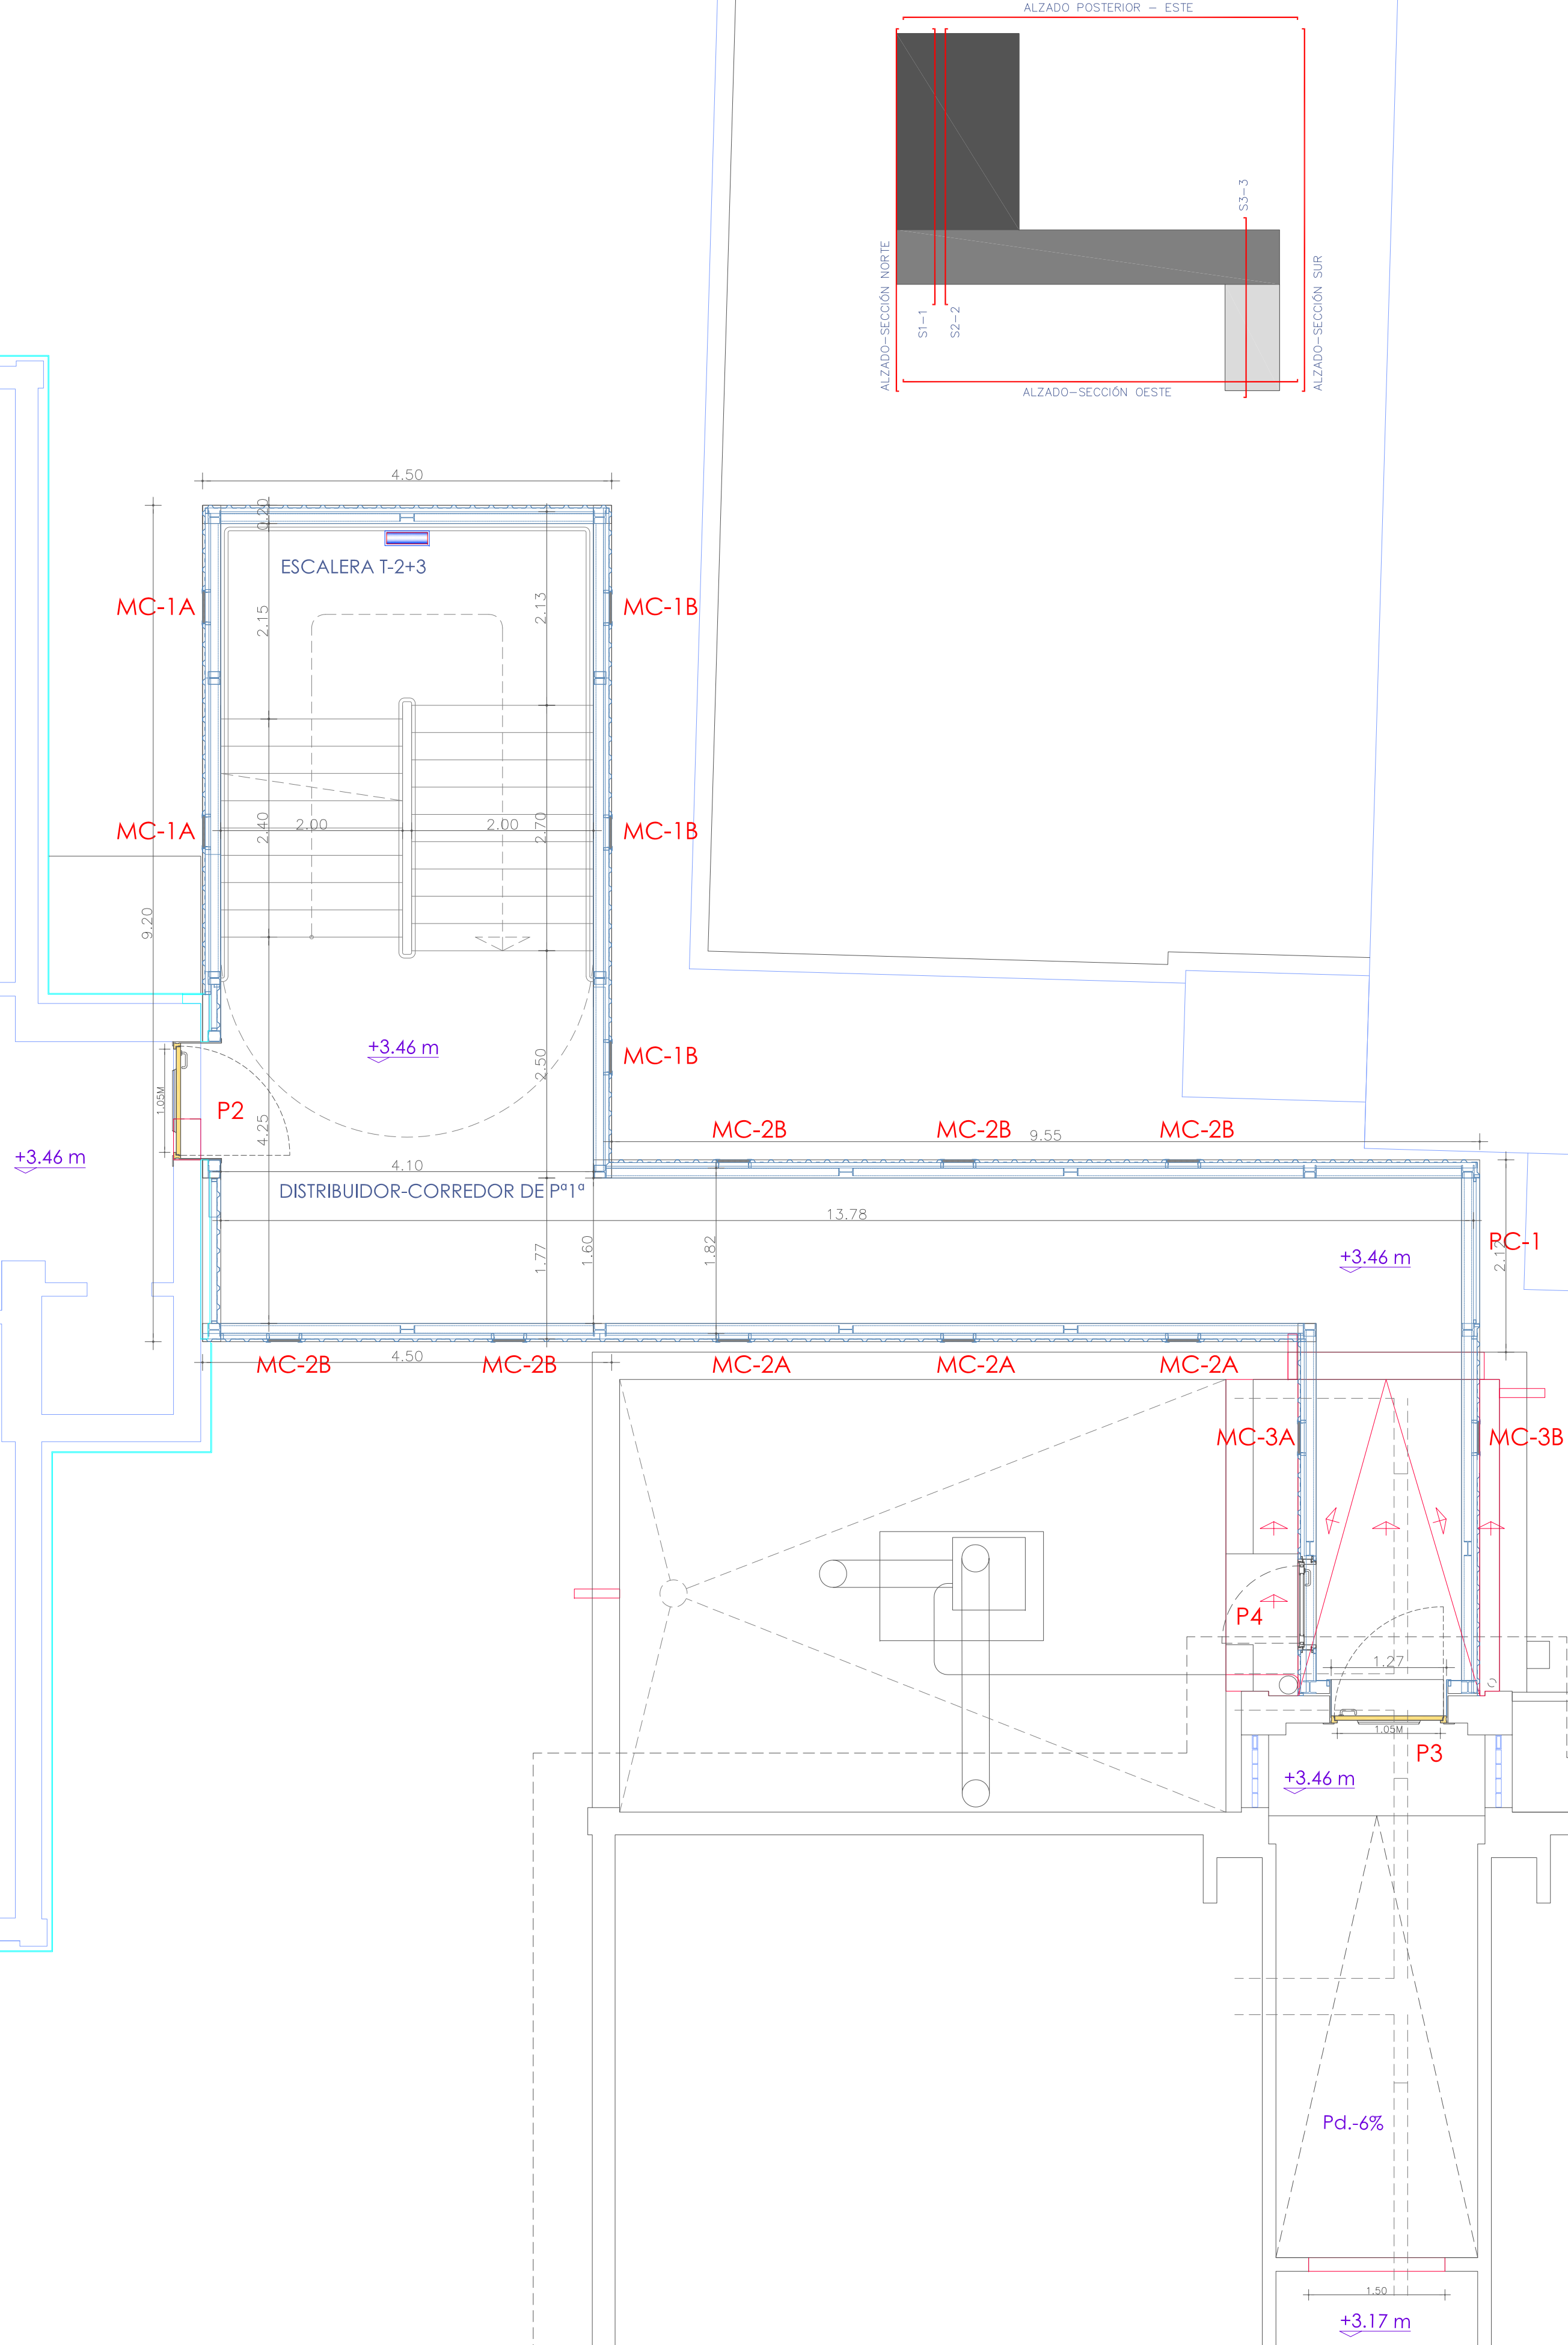 ALZADO POSTERIOR – ESTE
S3–3
ALZADO–SECCIÓN NORTE
ALZADO–SECCIÓN SUR
S1–1
S2–2
ALZADO–SECCIÓN OESTE
4.50
0.20
ESCALERA T-2+3
MC-1A
2.15
2.13
MC-1B
MC-1A
2.40
2.00
2.00
2.70
MC-1B
9.20
+3.46 m
2.50
MC-1B
1.05M
P2
4.25
MC-2B
MC-2B
9.55
MC-2B
+3.46 m
4.10
DISTRIBUIDOR-CORREDOR DE Pª1ª
13.78
1.77
1.60
1.82
+3.46 m
PC-1
2.12
MC-2B
4.50
MC-2B
MC-2A
MC-2A
MC-2A
MC-3A
MC-3B
P4
1.27
1.05M
P3
+3.46 m
Pd.-6%
1.50
+3.17 m